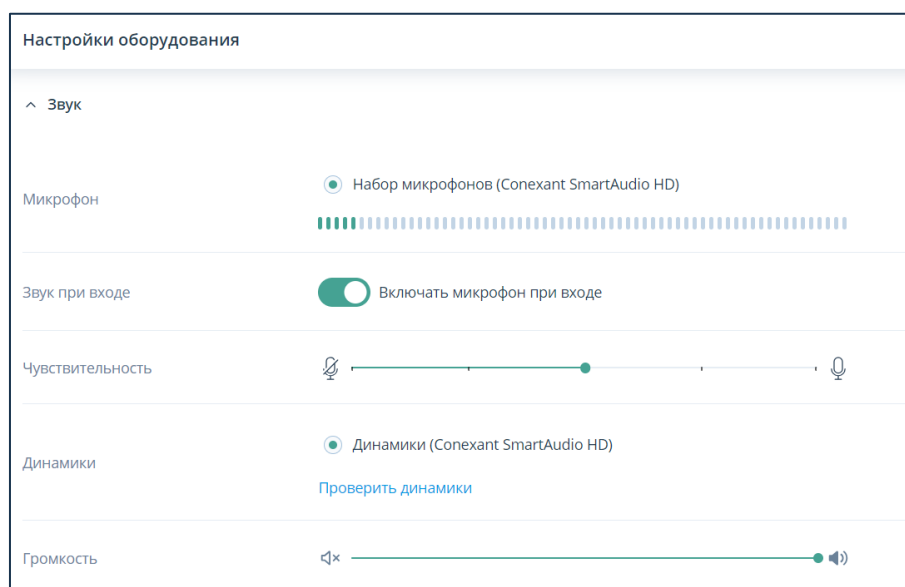 Настройки оборудования
Звук
Микрофон
Набор микрофонов (Conexant SmartAudio HD)
Звук при входе
Включать микрофон при входе
Чувствительность
Динамики
Динамики (Conexant SmartAudio HD)
Проверить динамики
Громкость